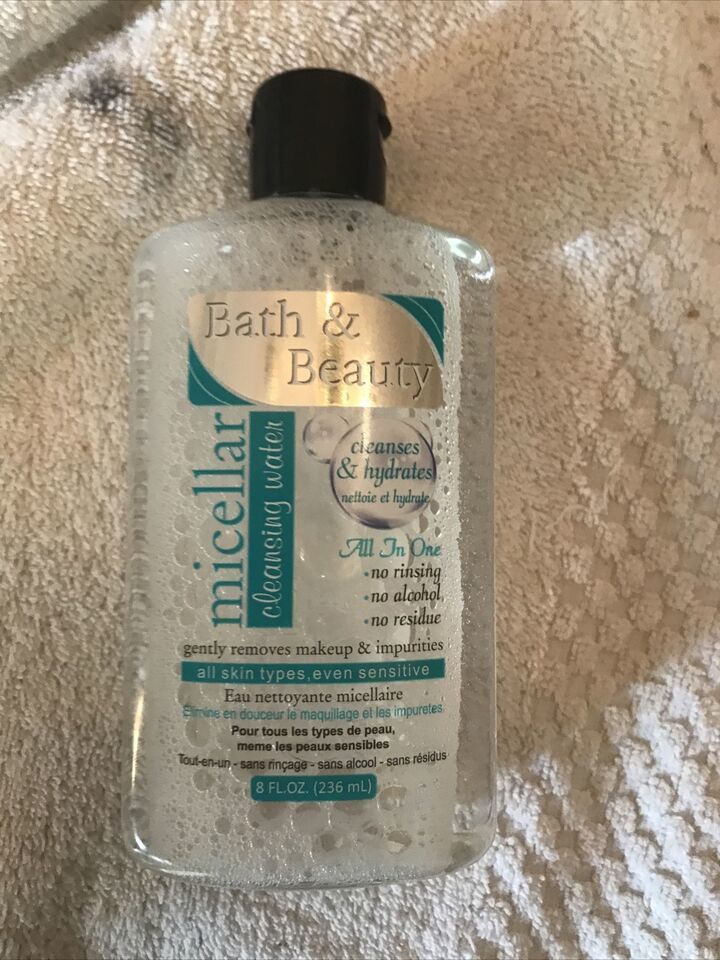 Bath &
Beauty
micellar
cleansing water
cleanses
& hydrates
nettoie et hydrate
All In One
•no rinsing
•no alcohol
•no residue
gently removes makeup & impurities
all skin types,even sensitive
Eau nettoyante micellaire
Elimine en douceur le maquillage et les impuretes
Pour tous les types de peau,
meme les peaux sensibles
Tout-en-un - sans rinçage - sans alcool - sans résidus
8 FL.OZ. (236 mL)